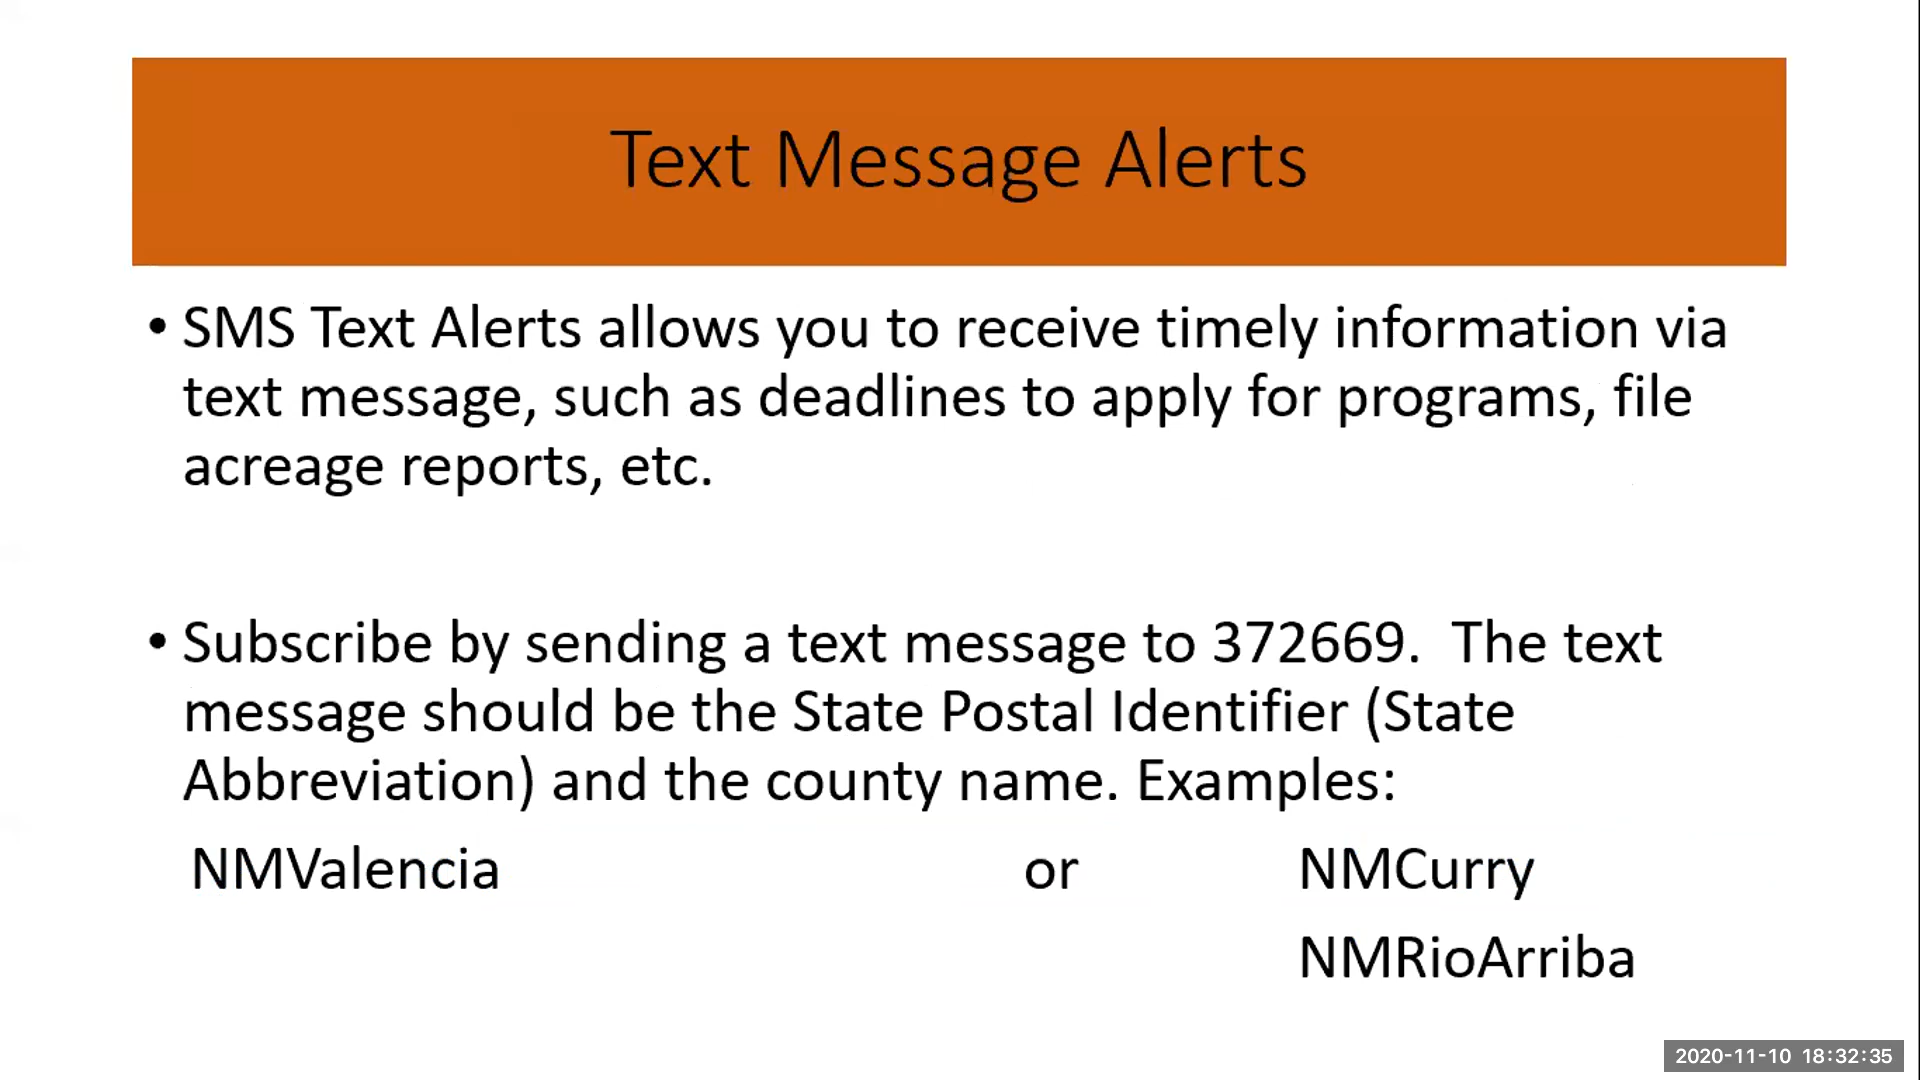 Text Message Alerts
• SMS Text Alerts allows you to receive timely information via
text message, such as deadlines to apply for programs, file
acreage reports, etc.
• Subscribe by sending a text message to 372669.  The text
message should be the State Postal Identifier (State
Abbreviation) and the county name. Examples:
NMValencia or NMCurry
NMRioArriba
2020-11-10 18:32:35